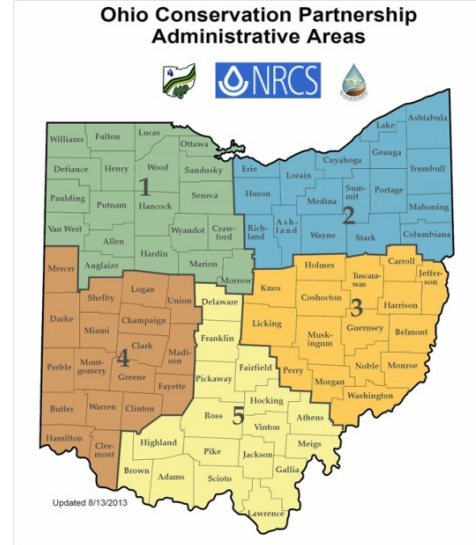 Ohio Conservation Partnership
Administrative Areas
NRCS
Williams
Fulton
Lucas
Ottawa
Defiance
Henry
Wood
Sandusky
Paulding
Putnam
Hancock
Seneca
Van Wert
Allen
Wyandot
Craw-
ford
Auglaize
Hardin
Marion
Morrow
1
Ashtabula
Lake
Geauga
Cuyahoga
Trumbull
Erie
Lorain
Huron
Medina
Sum-
mit
Portage
Mahoning
Rich-
land
Ash-
land
Wayne
Stark
Columbiana
2
Holmes
Carroll
Tuscara-
was
Jeffer-
son
Knox
Coshocton
Harrison
Licking
Guernsey
Belmont
Musk-
ingum
Perry
Noble
Monroe
Morgan
Washington
3
Mercer
Logan
Shelby
Union
Darke
Champaign
Miami
Clark
Madi-
son
Preble
Mont-
gomery
Greene
Fayette
Butler
Warren
Clinton
Hamilton
Cler-
mont
4
Delaware
Franklin
Fairfield
Pickaway
Hocking
Athens
Ross
Vinton
Meigs
Highland
Pike
Jackson
Gallia
Brown
Adams
Scioto
Lawrence
5
Updated 8/13/2013